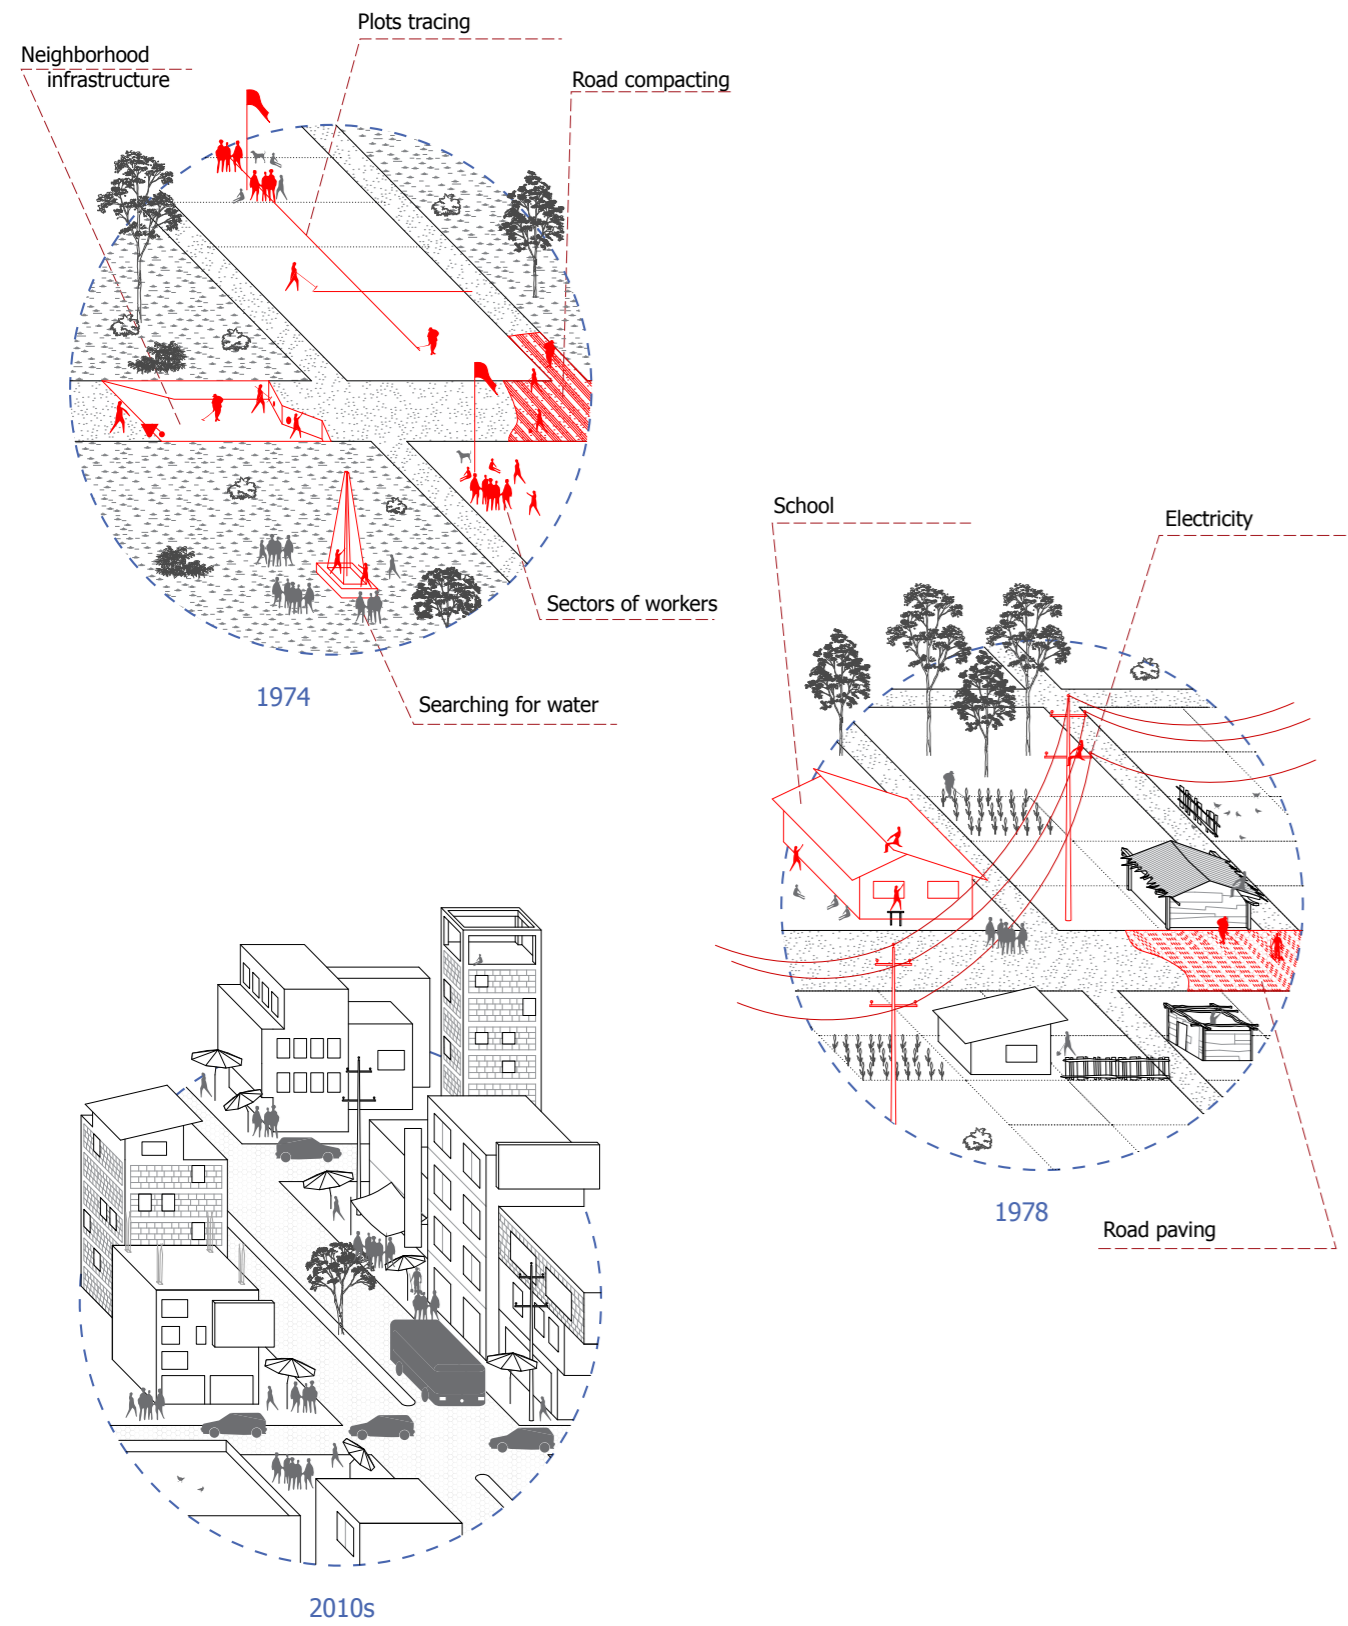 Plots tracing
Neighborhood
infrastructure
Road compacting
Sectors of workers
1974
Searching for water
School
Electricity
1978
Road paving
2010s